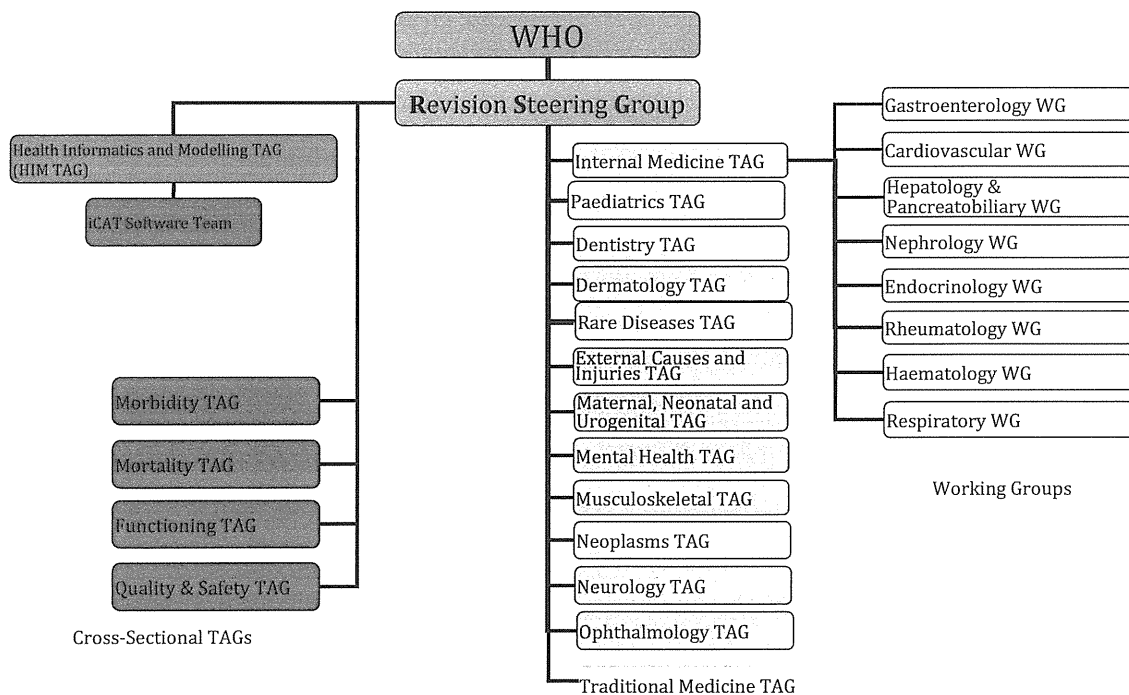 WHO
Revision Steering Group
Health Informatics and Modelling TAG
(HIM TAG)
iCAT Software Team
Morbidity TAG
Mortality TAG
Functioning TAG
Quality & Safety TAG
Cross-Sectional TAGs
Internal Medicine TAG
Paediatrics TAG
Dentistry TAG
Dermatology TAG
Rare Diseases TAG
External Causes and
Injuries TAG
Maternal, Neonatal and
Urogenital TAG
Mental Health TAG
Musculoskeletal TAG
Neoplasms TAG
Neurology TAG
Ophthalmology TAG
Traditional Medicine TAG
Gastroenterology WG
Cardiovascular WG
Hepatology &
Pancreatobiliary WG
Nephrology WG
Endocrinology WG
Rheumatology WG
Haematology WG
Respiratory WG
Working Groups